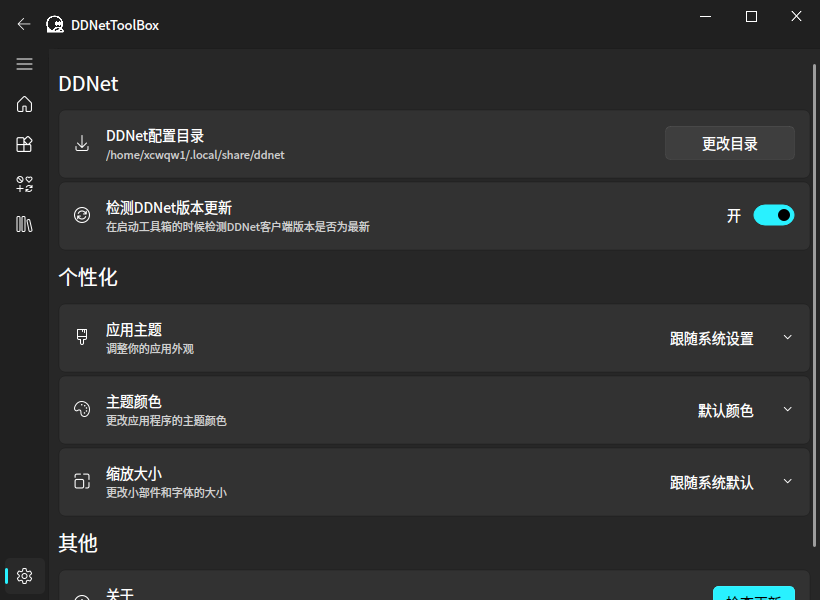 DDNetToolBox
DDNet
DDNet配置目录
/home/xcwqw1/.local/share/ddnet
更改目录
检测DDNet版本更新
在启动工具箱的时候检测DDNet客户端版本是否为最新
开
个性化
应用主题
调整你的应用外观
跟随系统设置
主题颜色
更改应用程序的主题颜色
默认颜色
缩放大小
更改小部件和字体的大小
跟随系统默认
其他
关于
检查更新